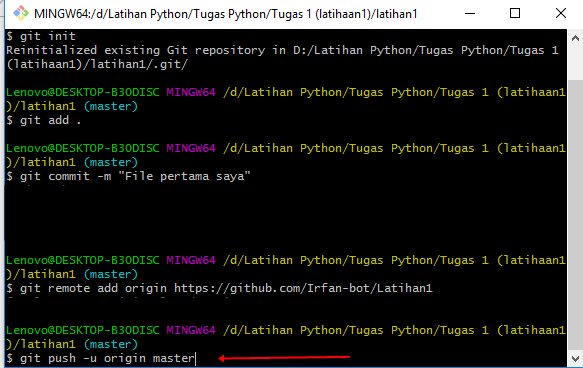 MINGW64:/d/Latihan Python/Tugas Python/Tugas 1 (latihaan1)/latihan1
$ git init
Reinitialized existing Git repository in D:/Latihan Python/Tugas Python/Tugas 1
(latihaan1)/latihan1/.git/
Lenovo@DESKTOP-B30DISC MINGW64 /d/Latihan Python/Tugas Python/Tugas 1 (latihaan1
)/latihan1 (master)
$ git add .
Lenovo@DESKTOP-B30DISC MINGW64 /d/Latihan Python/Tugas Python/Tugas 1 (latihaan1
)/latihan1 (master)
$ git commit -m "File pertama saya"
Lenovo@DESKTOP-B30DISC MINGW64 /d/Latihan Python/Tugas Python/Tugas 1 (latihaan1
)/latihan1 (master)
$ git remote add origin https://github.com/Irfan-bot/Latihan1
Lenovo@DESKTOP-B30DISC MINGW64 /d/Latihan Python/Tugas Python/Tugas 1 (latihaan1
)/latihan1 (master)
$ git push -u origin master